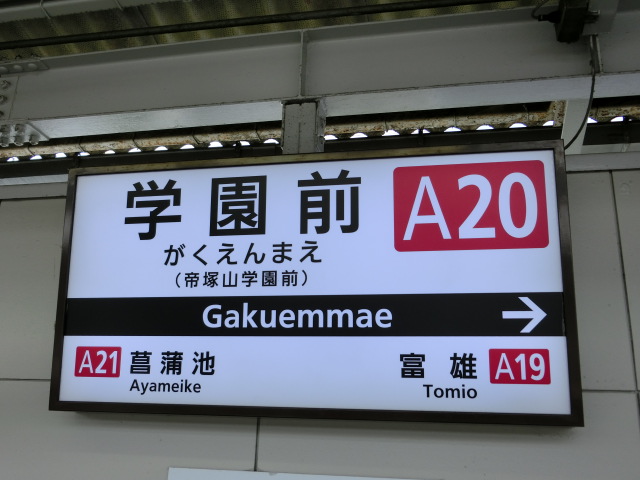 学園前 A20
がくえんまえ
(帝塚山学園前)
Gakuemmae →
A21 菖蒲池 富雄 A19
Ayameike Tomio